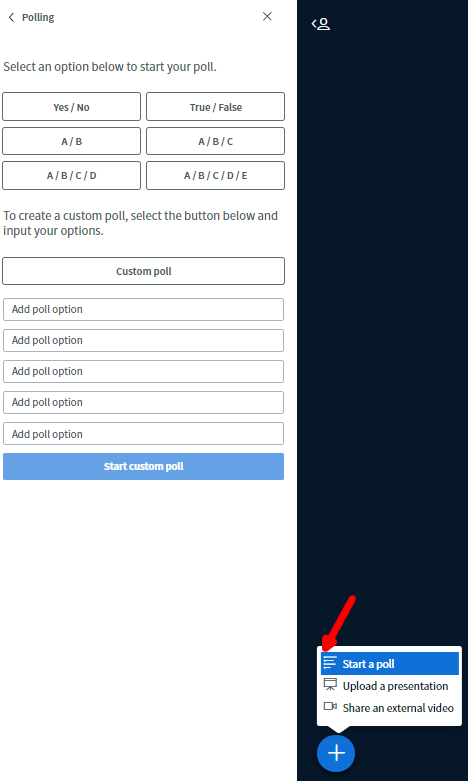 Polling
Select an option below to start your poll.
Yes / No
True / False
A / B
A / B / C
A / B / C / D
A / B / C / D / E
To create a custom poll, select the button below and
input your options.
Custom poll
Add poll option
Add poll option
Add poll option
Add poll option
Add poll option
Start custom poll
Start a poll
Upload a presentation
Share an external video